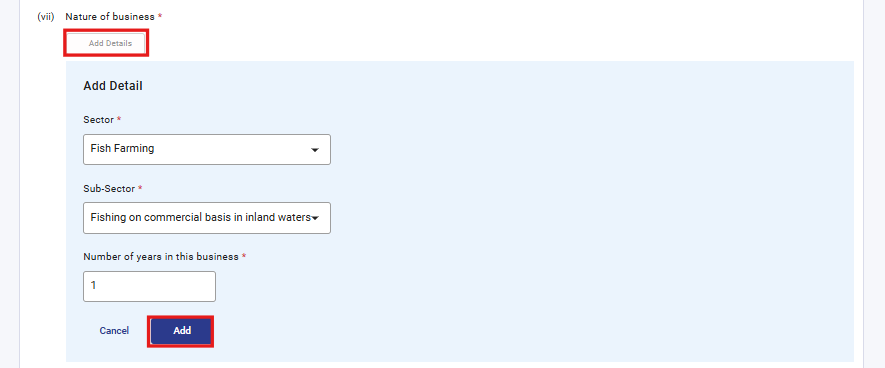 (vii) Nature of business *
Add Details
Add Detail
Sector *
Fish Farming
Sub-Sector *
Fishing on commercial basis in inland waters
Number of years in this business *
1
Cancel Add